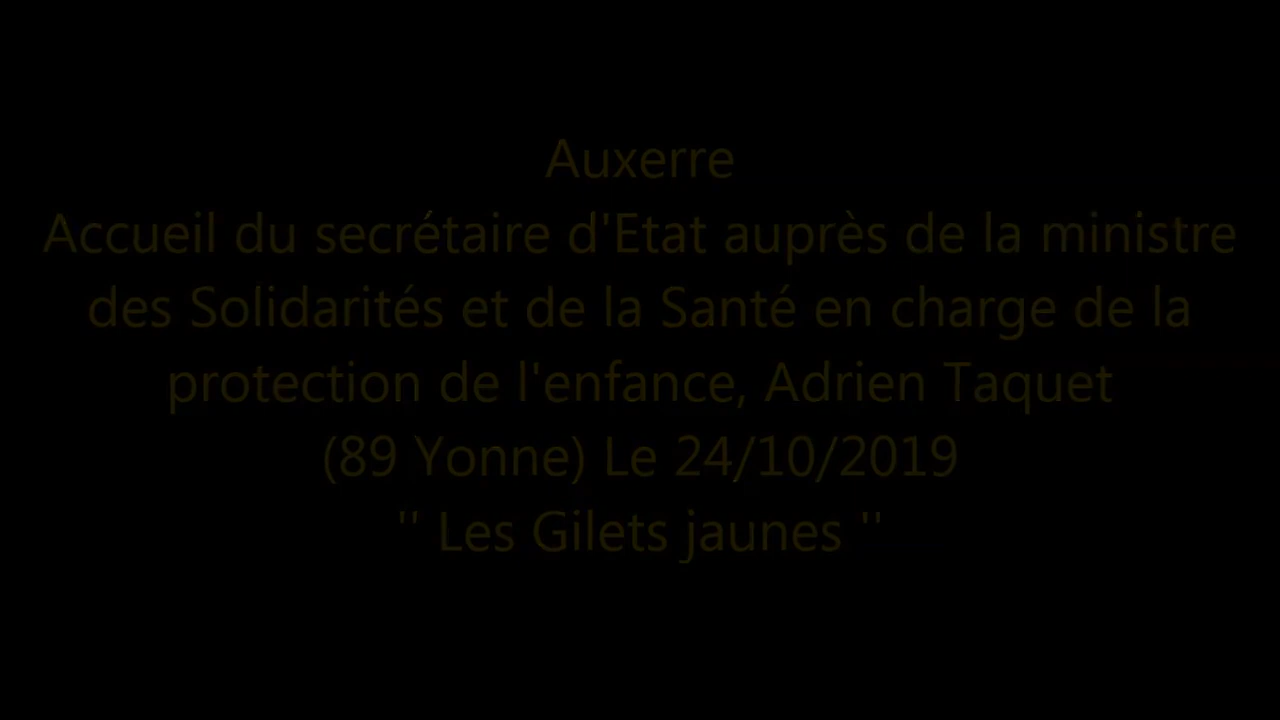 Auxerre
Accueil du secrétaire d'Etat auprès de la ministre
des Solidarités et de la Santé en charge de la
protection de l'enfance, Adrien Taquet
(89 Yonne) Le 24/10/2019
'' Les Gilets jaunes ''